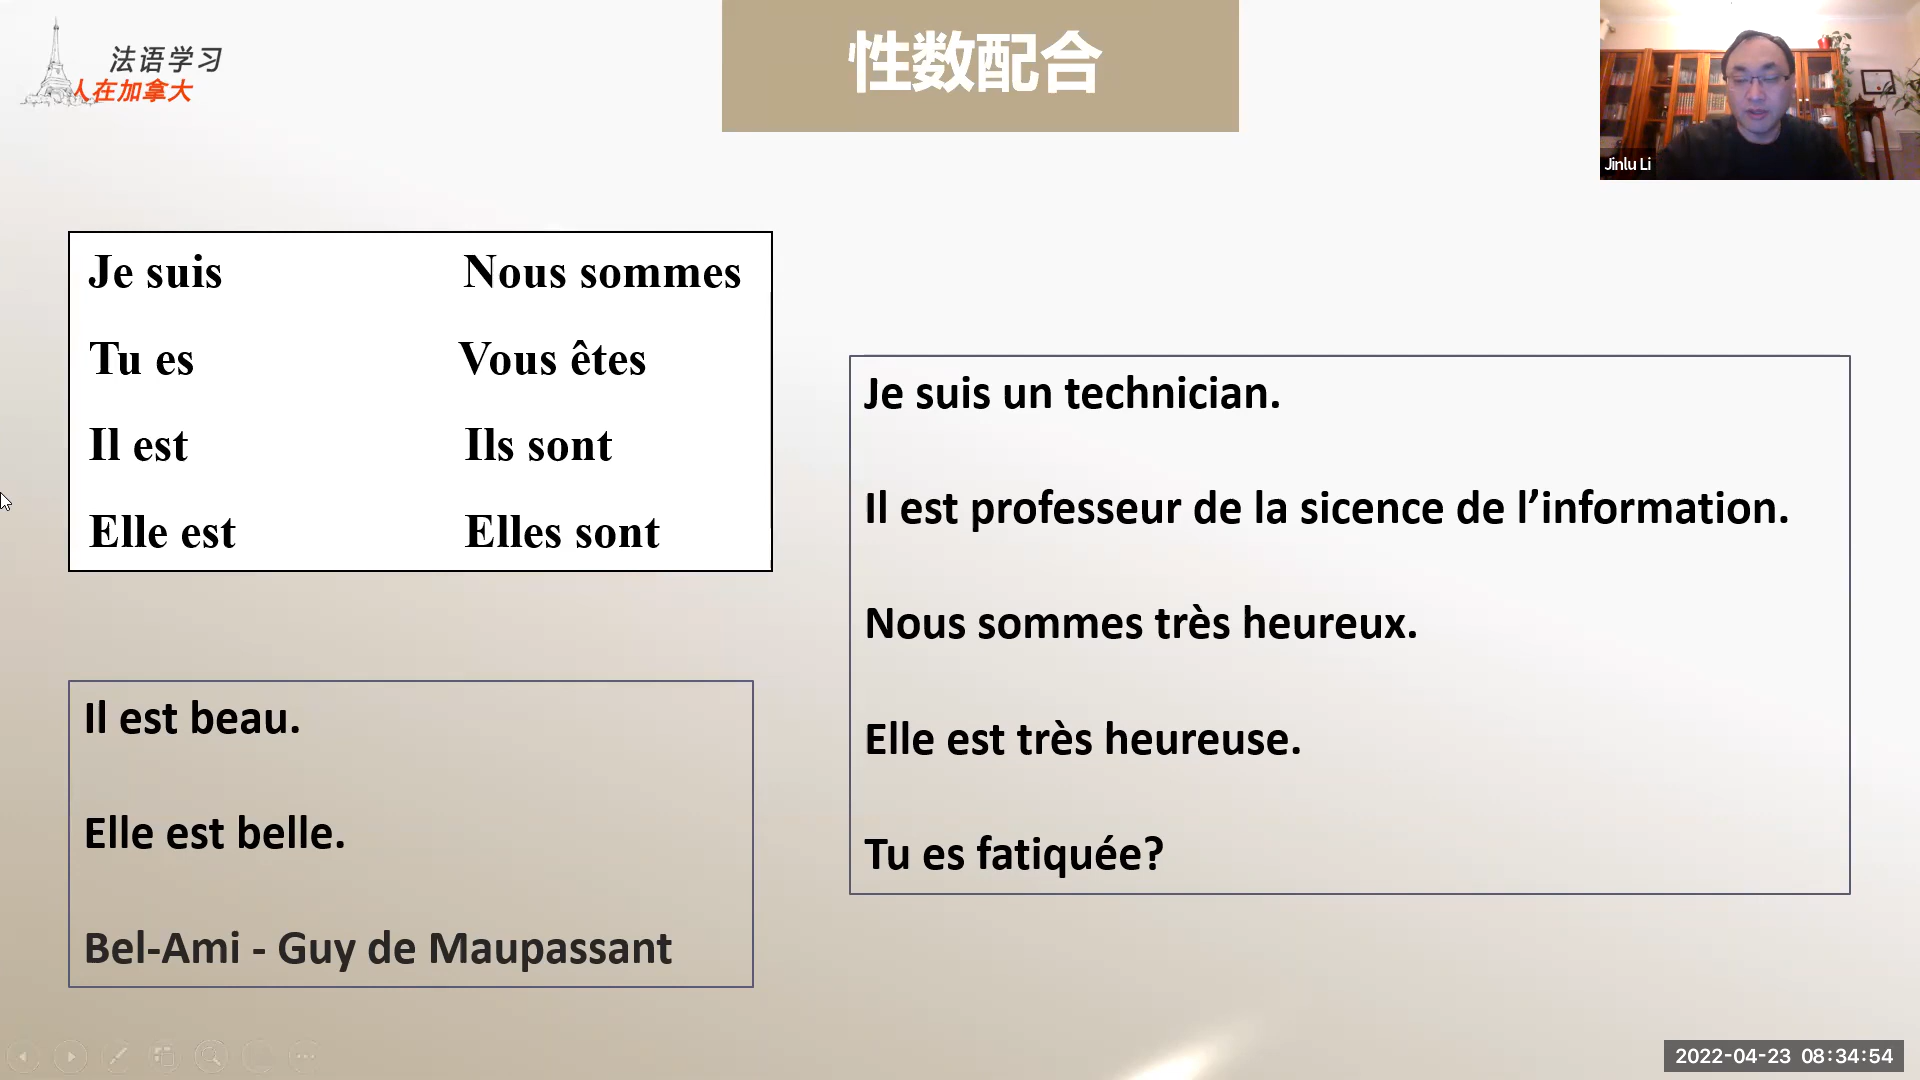 法语学习
人在加拿大
性数配合
Jinlu Li
Je suis Nous sommes
Tu es Vous êtes
Il est Ils sont
Elle est Elles sont
Je suis un technician.
Il est professeur de la sicence de l’information.
Nous sommes très heureux.
Elle est très heureuse.
Tu es fatiquée?
Il est beau.
Elle est belle.
Bel-Ami - Guy de Maupassant
2022-04-23 08:34:54